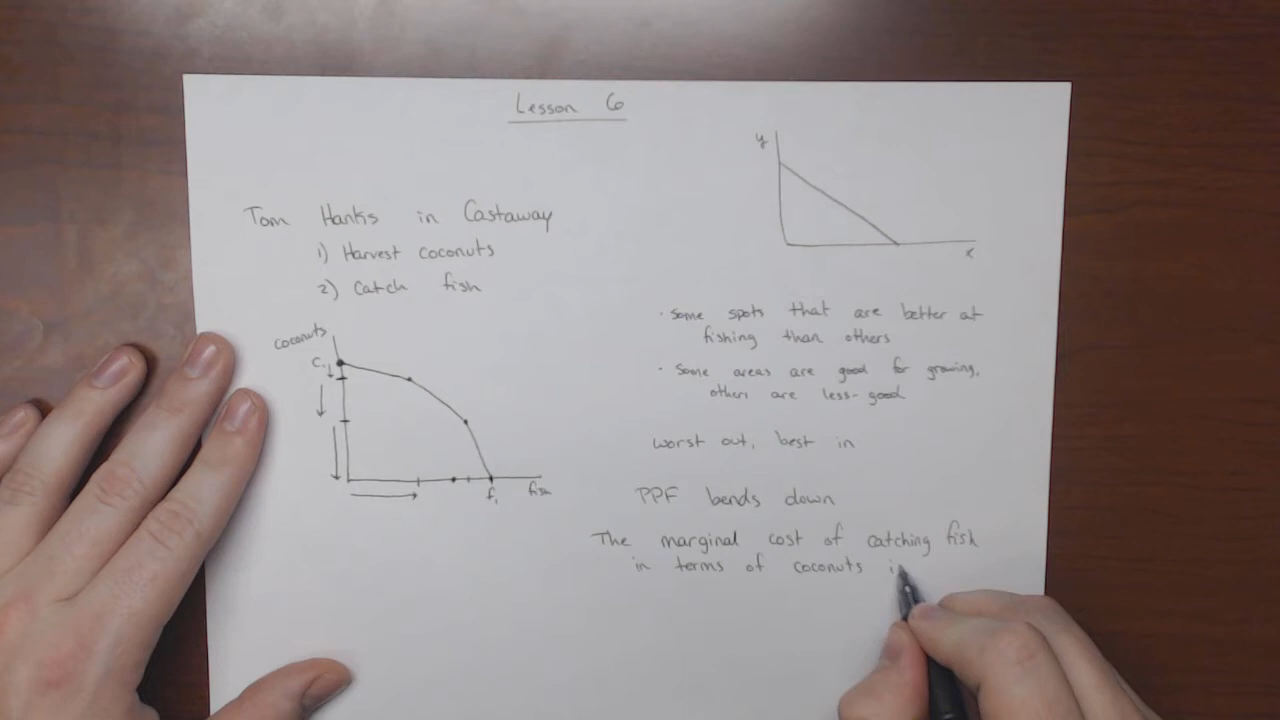 Lesson 6
y
x
Tom Hanks in Castaway
1) Harvest coconuts
2) Catch fish
coconuts
C₁
f₁ fish
· Some spots that are better at
fishing than others
· Some areas are good for growing,
others are less-good
worst out, best in
PPF bends down
The marginal cost of catching fish
in terms of coconuts i